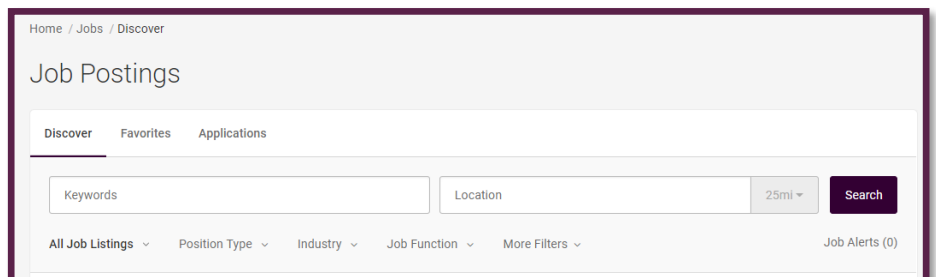 Home / Jobs / Discover
Job Postings
Discover Favorites Applications
Keywords Location 25mi Search
All Job Listings Position Type Industry Job Function More Filters Job Alerts (0)